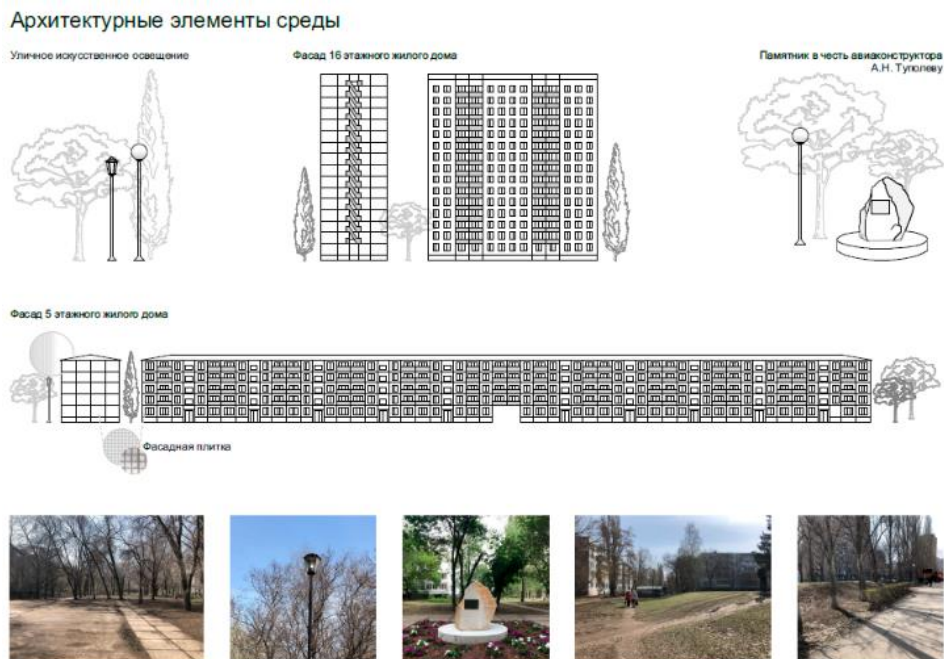 Архитектурные элементы среды
Уличное искусственное освещение
Фасад 16 этажного жилого дома
Памятник в честь авиаконструктора
А.Н. Туполеву
Фасад 5 этажного жилого дома
Фасадная плитка